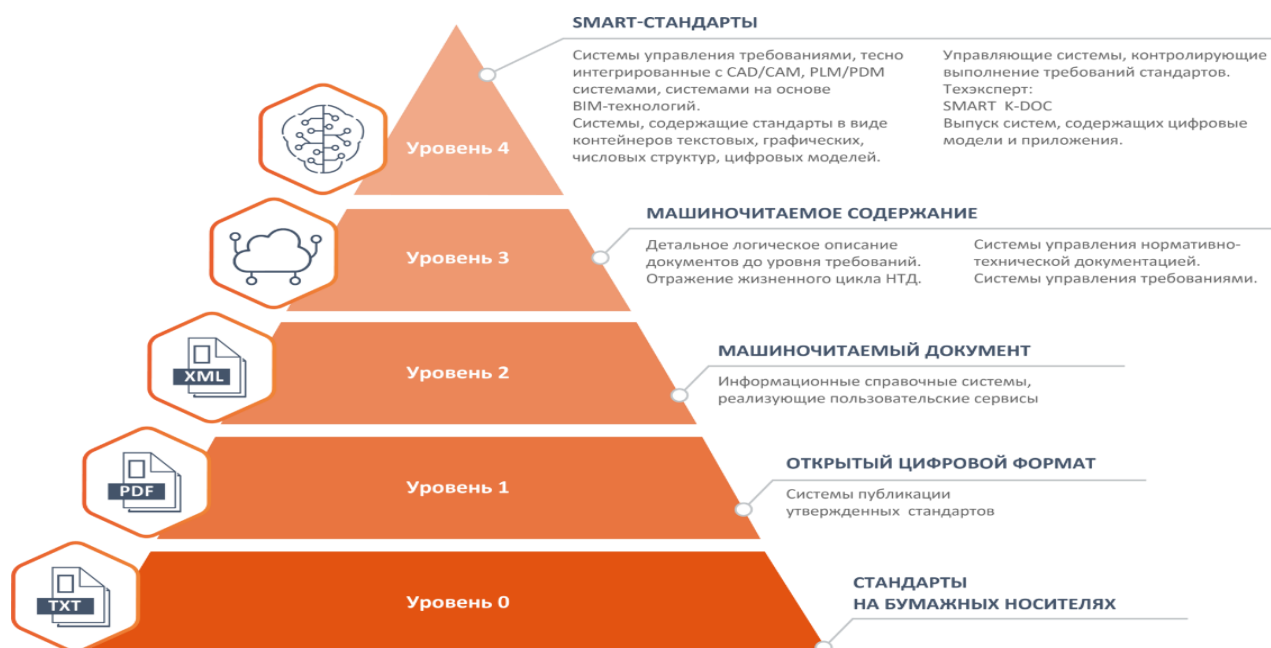 SMART-СТАНДАРТЫ
Системы управления требованиями, тесно
интегрированные с CAD/CAM, PLM/PDM
системами, системами на основе
BIM-технологий.
Системы, содержащие стандарты в виде
контейнеров текстовых, графических,
числовых структур, цифровых моделей.
Управляющие системы, контролирующие
выполнение требований стандартов.
Техэксперт:
SMART K-DOC
Выпуск систем, содержащих цифровые
модели и приложения.
Уровень 4
МАШИНОЧИТАЕМОЕ СОДЕРЖАНИЕ
Детальное логическое описание
документов до уровня требований.
Отражение жизненного цикла НТД.
Системы управления нормативно-
технической документацией.
Системы управления требованиями.
Уровень 3
МАШИНОЧИТАЕМЫЙ ДОКУМЕНТ
Информационные справочные системы,
реализующие пользовательские сервисы
XML
Уровень 2
ОТКРЫТЫЙ ЦИФРОВОЙ ФОРМАТ
Системы публикации
утвержденных стандартов
PDF
Уровень 1
СТАНДАРТЫ
НА БУМАЖНЫХ НОСИТЕЛЯХ
TXT
Уровень 0